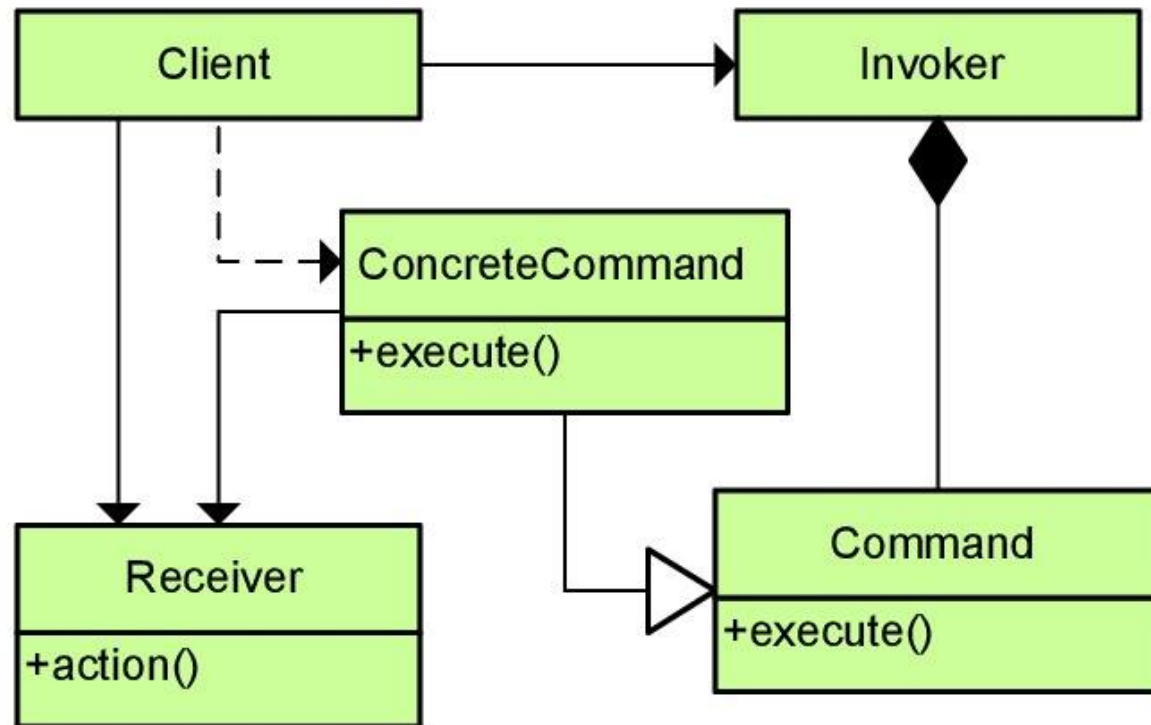 Client
Invoker
ConcreteCommand
+execute()
Receiver
+action()
Command
+execute()